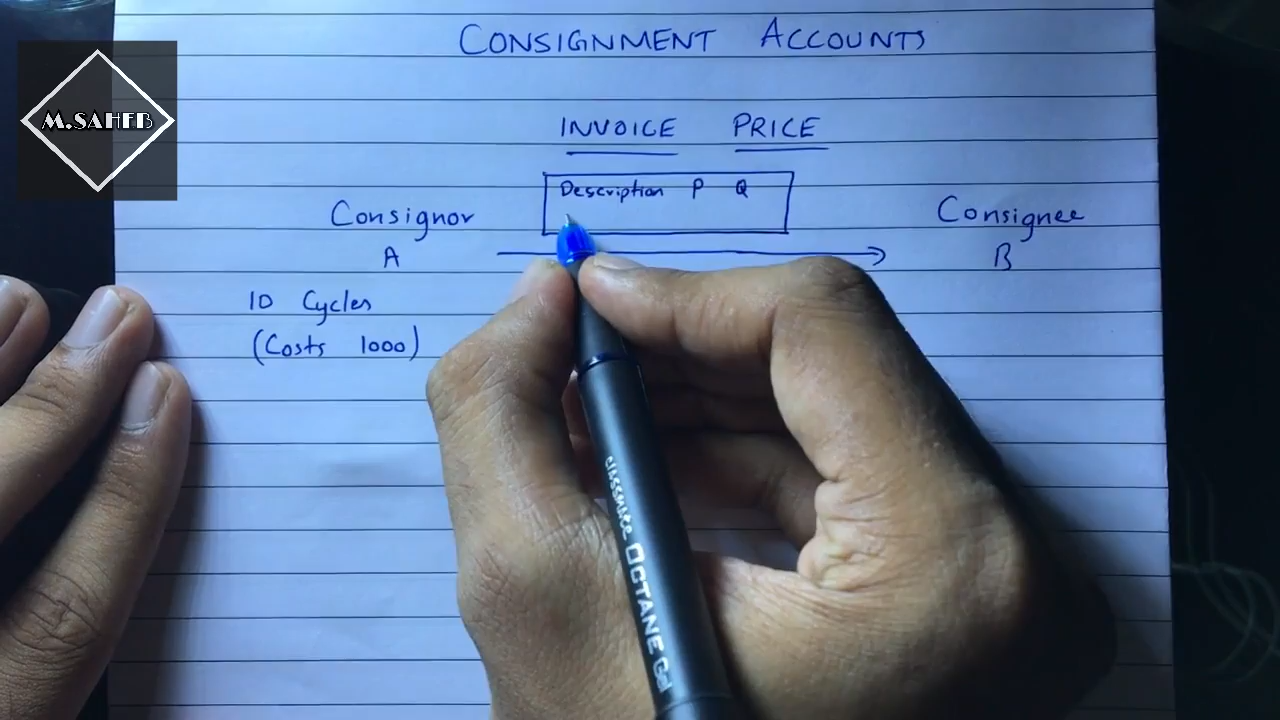 CONSIGNMENT ACCOUNTS
M.SAHEB
INVOICE PRICE
Description P Q
Consignor
Consignee
A
B
10 Cycles
(Costs 1000)
classmate OCTANE Gel